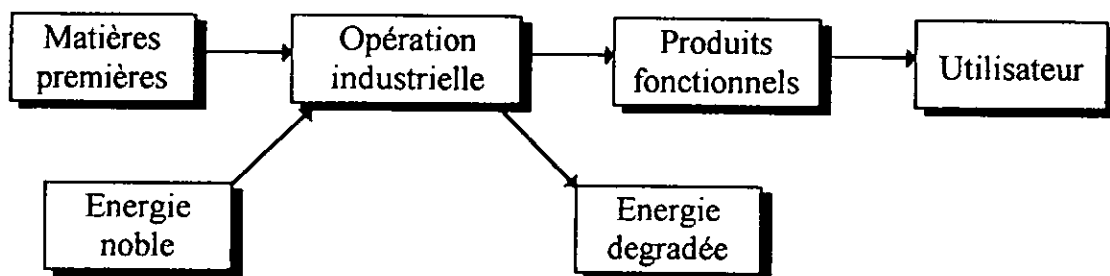 Matières
premières
Opération
industrielle
Produits
fonctionnels
Utilisateur
Energie
noble
Energie
degradée